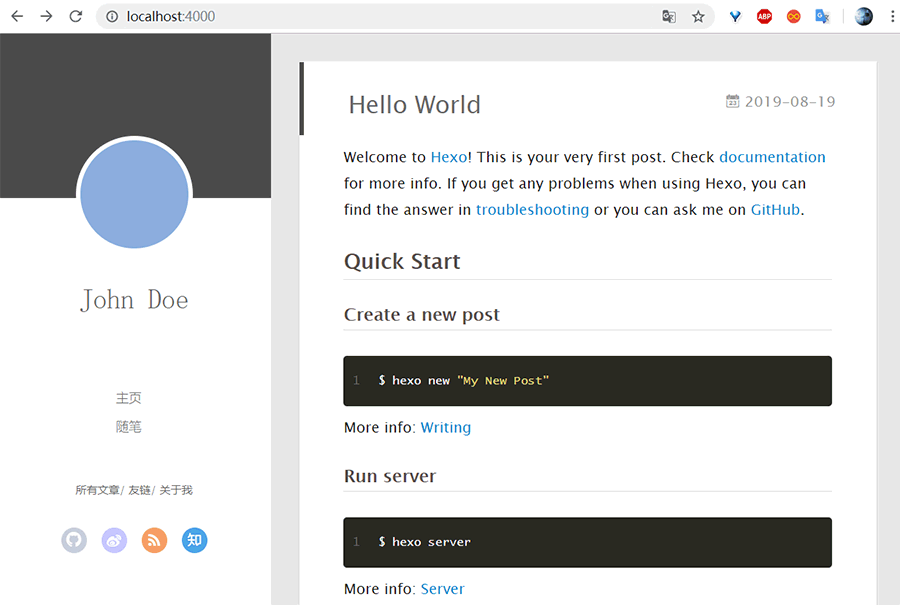 localhost:4000
ABP
John Doe
主页
随笔
所有文章/ 友链/ 关于我
知
Hello World
23 2019-08-19
Welcome to Hexo! This is your very first post. Check documentation
for more info. If you get any problems when using Hexo, you can
find the answer in troubleshooting or you can ask me on GitHub.
Quick Start
Create a new post
1 $ hexo new "My New Post"
More info: Writing
Run server
1 $ hexo server
More info: Server